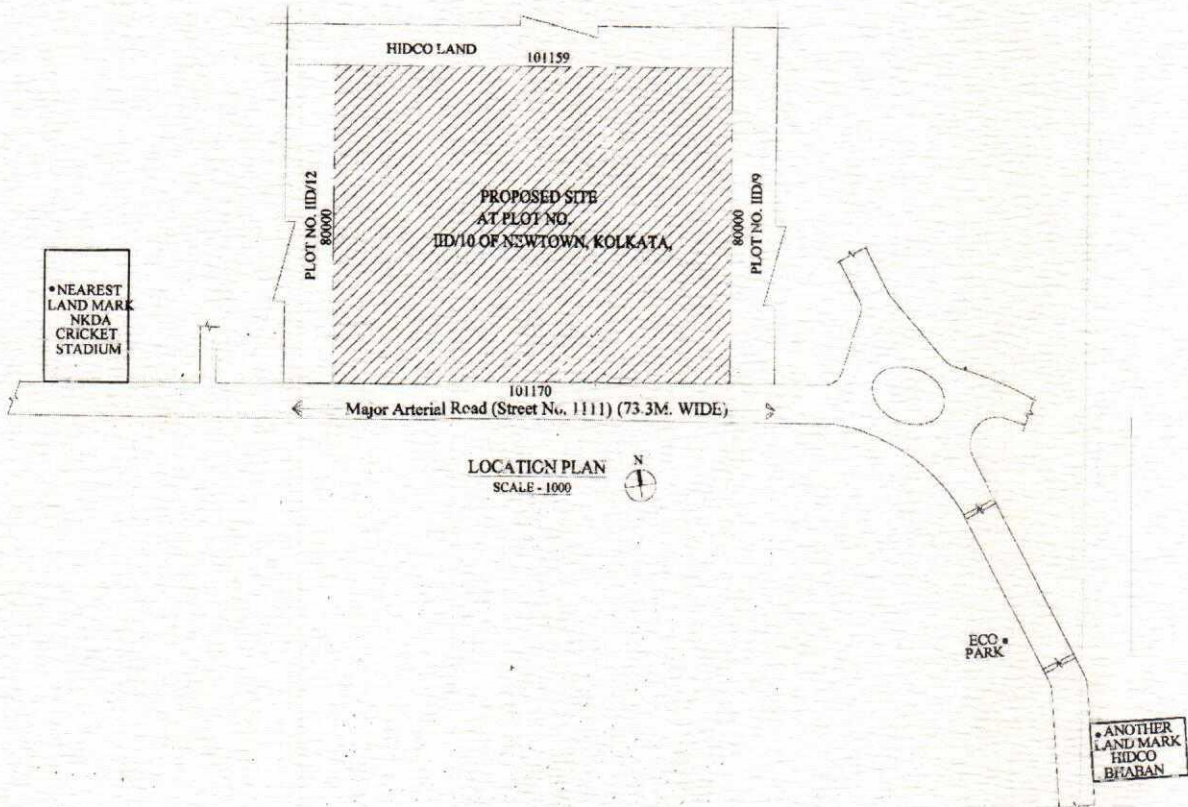 HIDCO LAND
101159
PLOT NO. IID/12
80000
PROPOSED SITE
AT PLOT NO.
IID/10 OF NEWTOWN, KOLKATA,
80000
PLOT NO. IID/9
•NEAREST
LAND MARK
NKDA
CRICKET
STADIUM
101170
Major Arterial Road (Street No. 1111) (73.3M. WIDE)
LOCATION PLAN
SCALE - 1000
N
ECO
PARK
•ANOTHER
LAND MARK
HIDCO
BHABAN